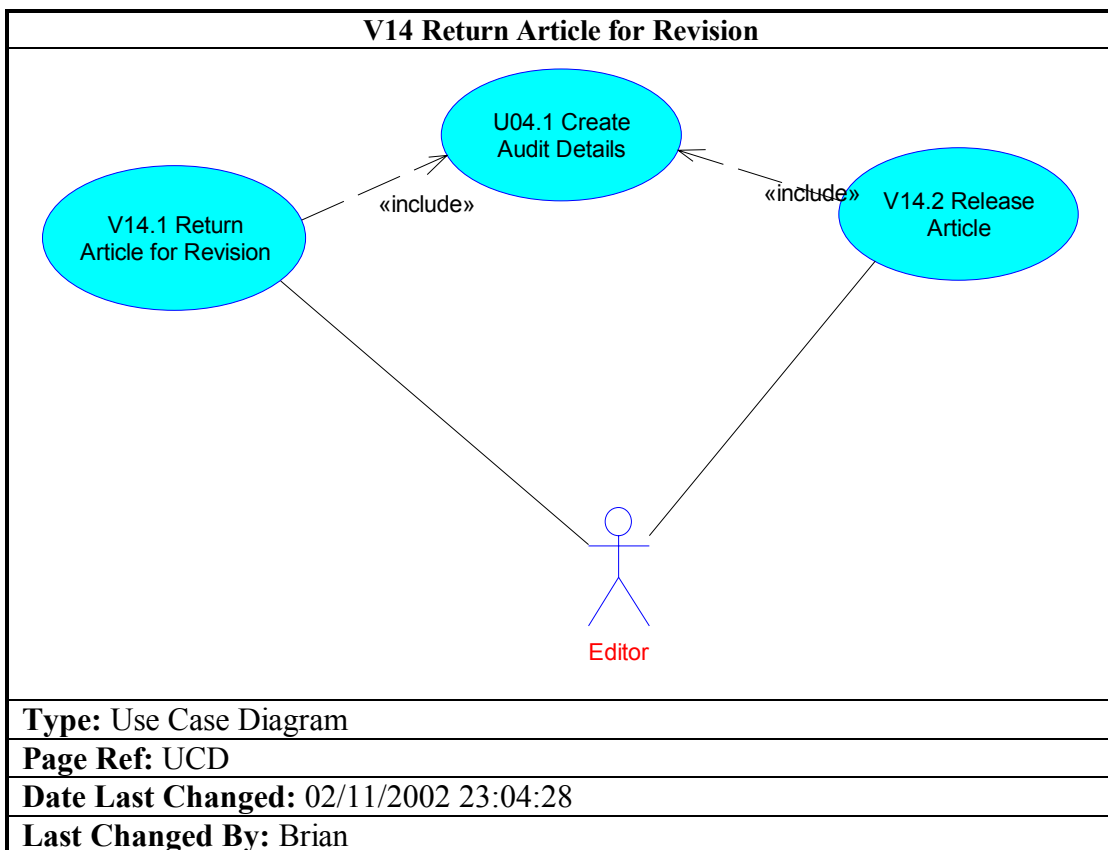 V14 Return Article for Revision
U04.1 Create
Audit Details
«include»
«include»
V14.1 Return
Article for Revision
V14.2 Release
Article
Editor
Type: Use Case Diagram
Page Ref: UCD
Date Last Changed: 02/11/2002 23:04:28
Last Changed By: Brian